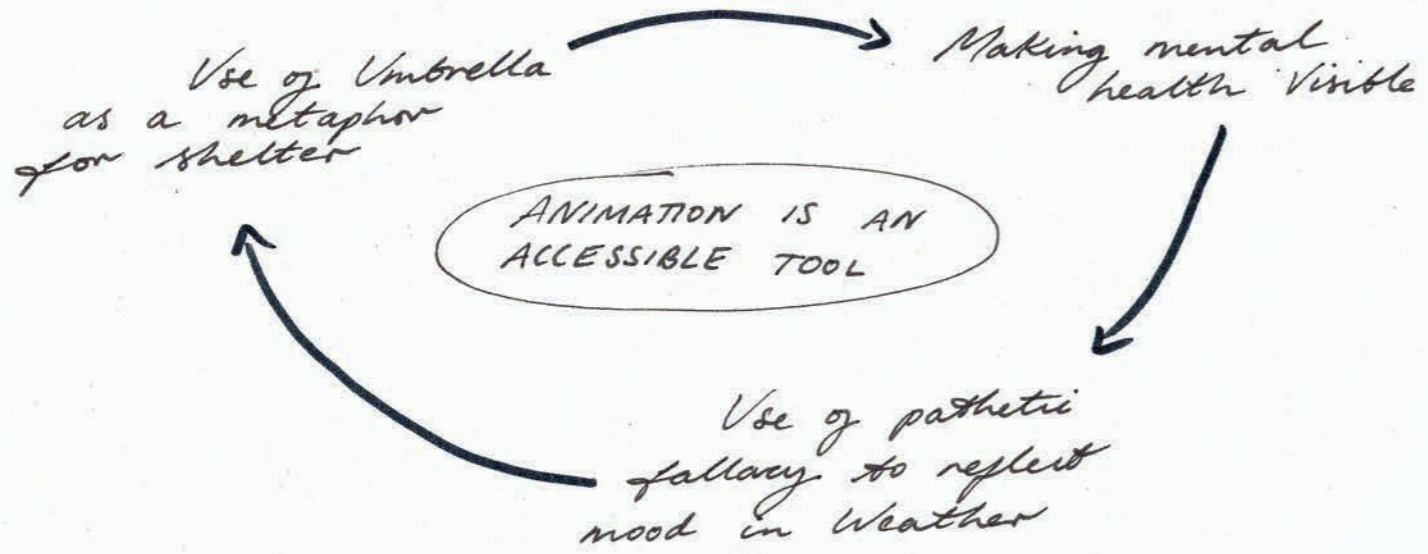 Use of Umbrella
as a metaphor
for shelter
Making mental
health Visible
ANIMATION IS AN
ACCESSIBLE TOOL
Use of pathetic
fallacy to reflect
mood in Weather